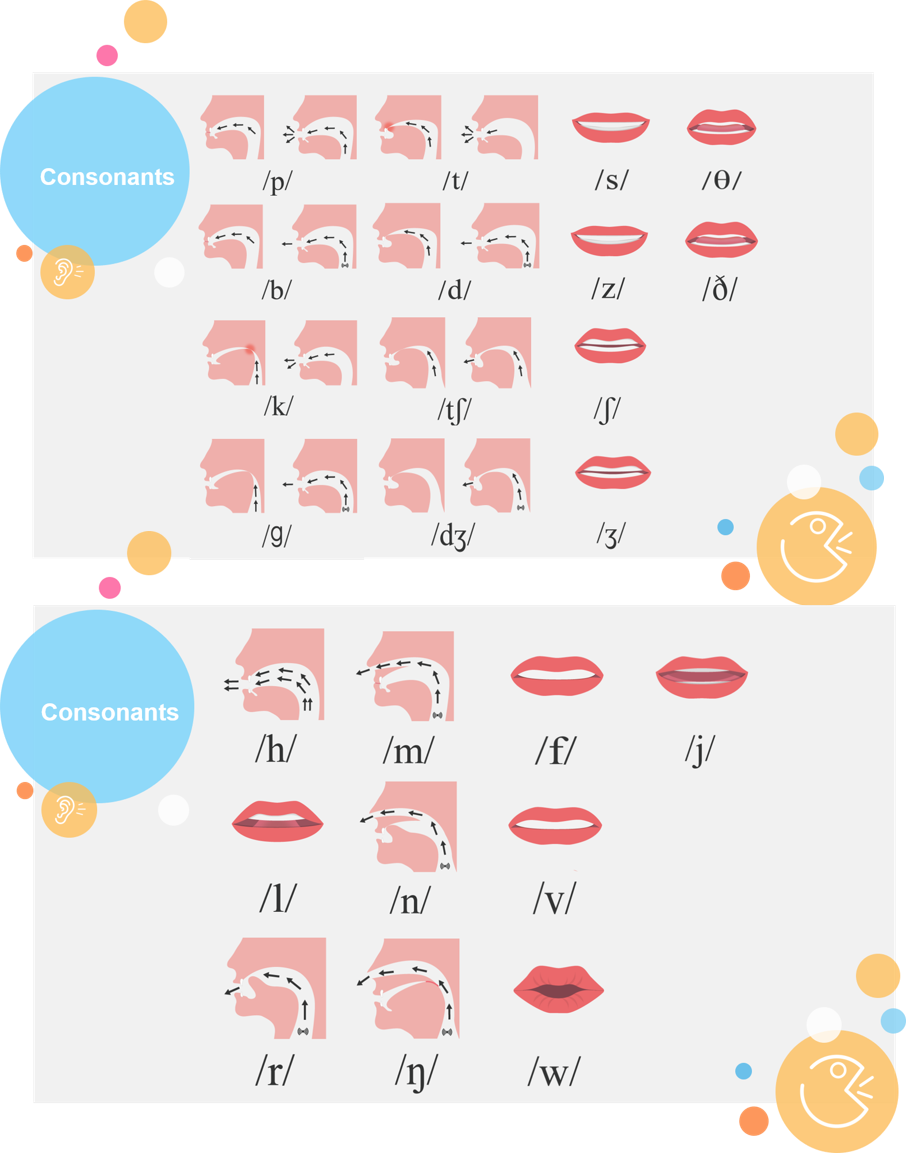 Consonants
/p/ /t/ /s/ /θ/
/b/ /d/ /z/ /ð/
/k/ /tʃ/ /ʃ/
/g/ /dʒ/ /ʒ/
Consonants
/h/ /m/ /f/ /j/
/l/ /n/ /v/
/r/ /ŋ/ /w/